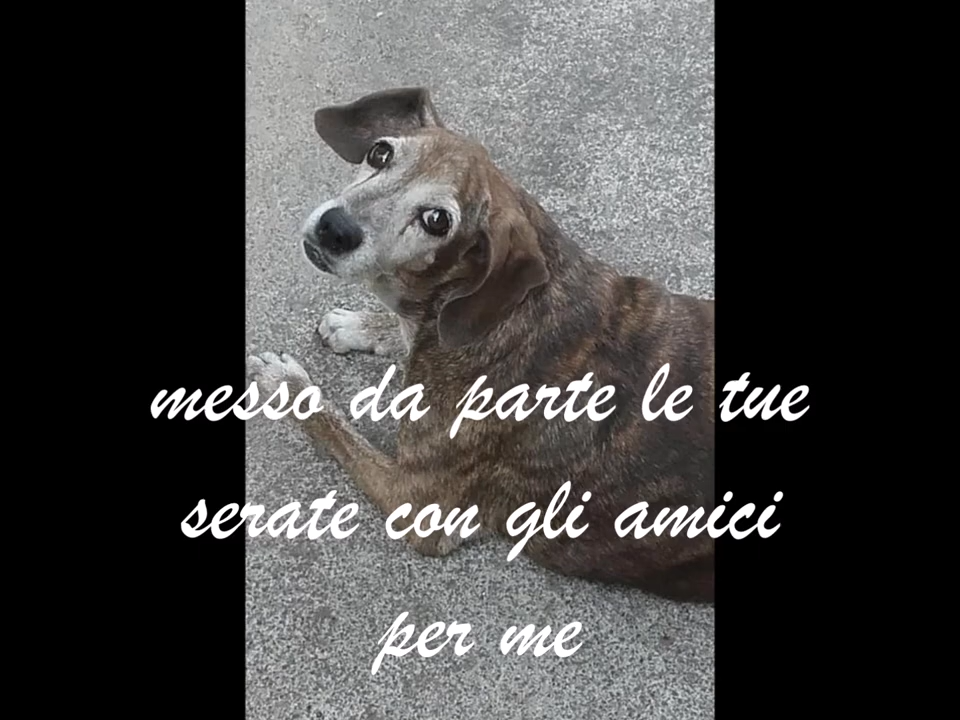 messo da parte le tue
serate con gli amici
per me